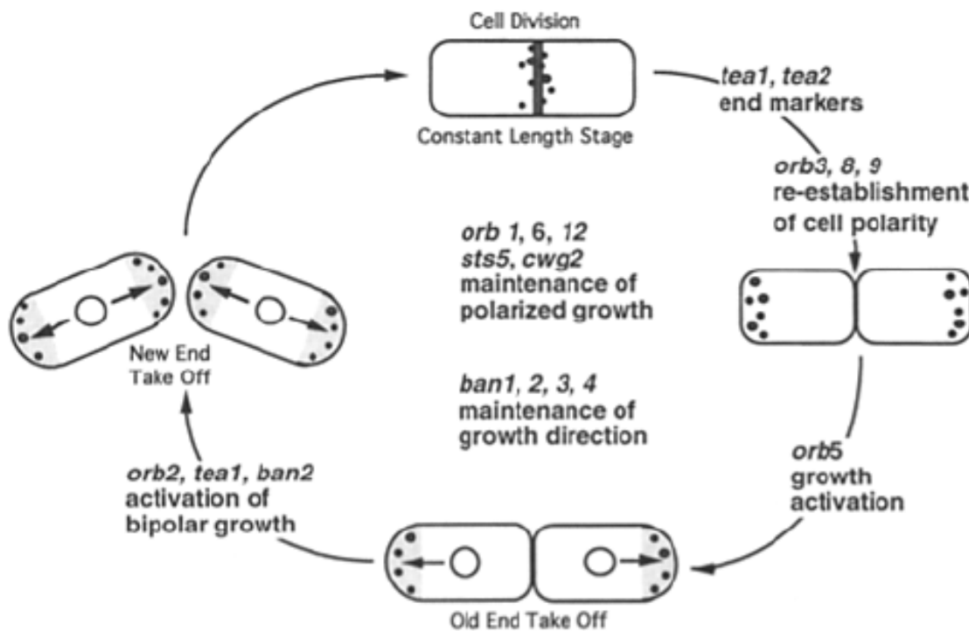 Cell Division
Constant Length Stage
tea1, tea2
end markers
orb3, 8, 9
re-establishment
of cell polarity
orb 1, 6, 12
sts5, cwg2
maintenance of
polarized growth
ban1, 2, 3, 4
maintenance of
growth direction
New End
Take Off
orb2, tea1, ban2
activation of
bipolar growth
orb5
growth
activation
Old End Take Off